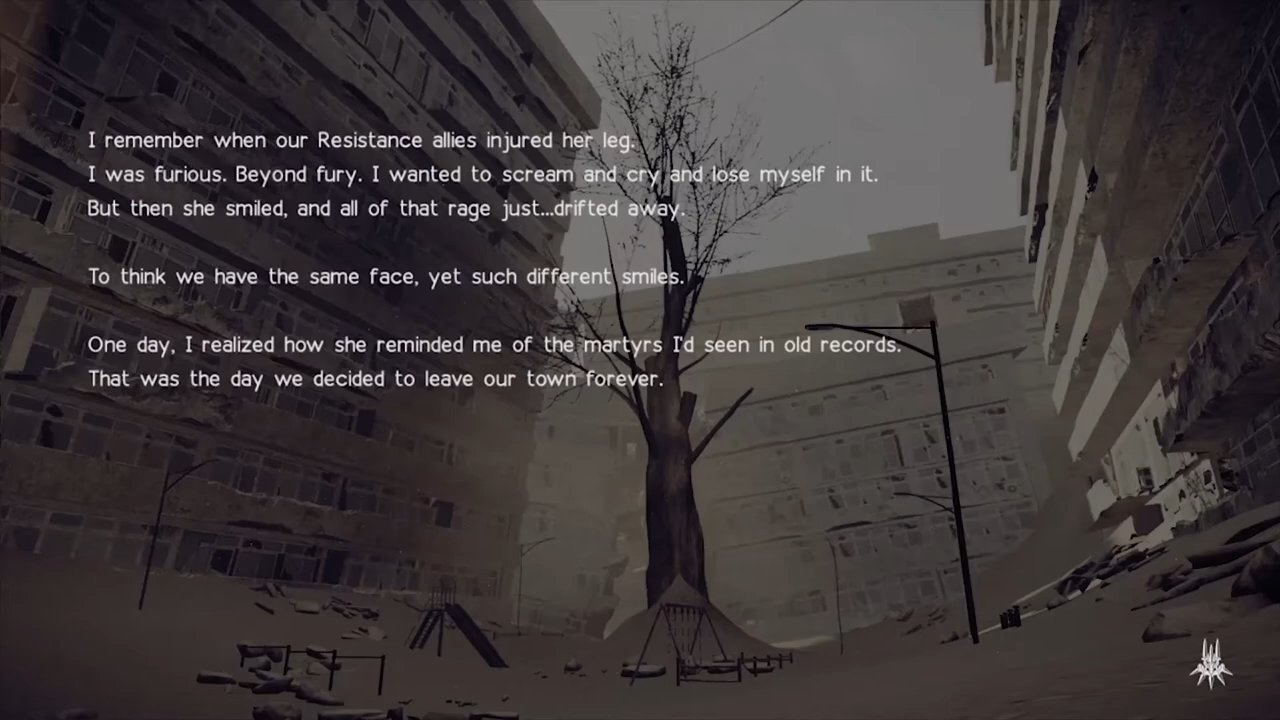 I remember when our Resistance allies injured her leg.
I was furious. Beyond fury. I wanted to scream and cry and lose myself in it.
But then she smiled, and all of that rage just...drifted away.
To think we have the same face, yet such different smiles.
One day, I realized how she reminded me of the martyrs I'd seen in old records.
That was the day we decided to leave our town forever.